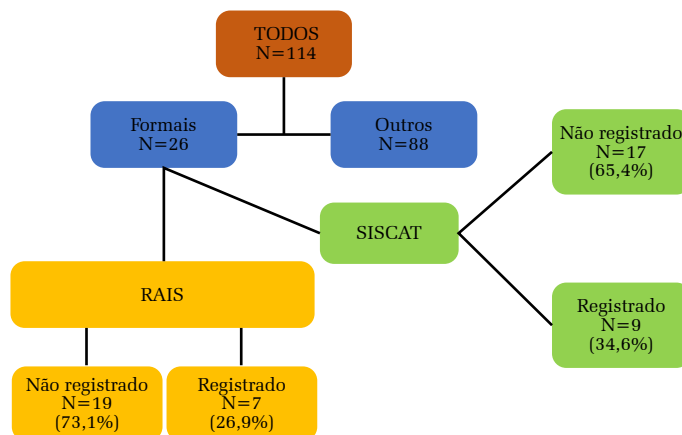 TODOS
N=114
Formais
N=26
Outros
N=88
Não registrado
N=17
(65,4%)
SISCAT
RAIS
Registrado
N=9
(34,6%)
Não registrado
N=19
(73,1%)
Registrado
N=7
(26,9%)